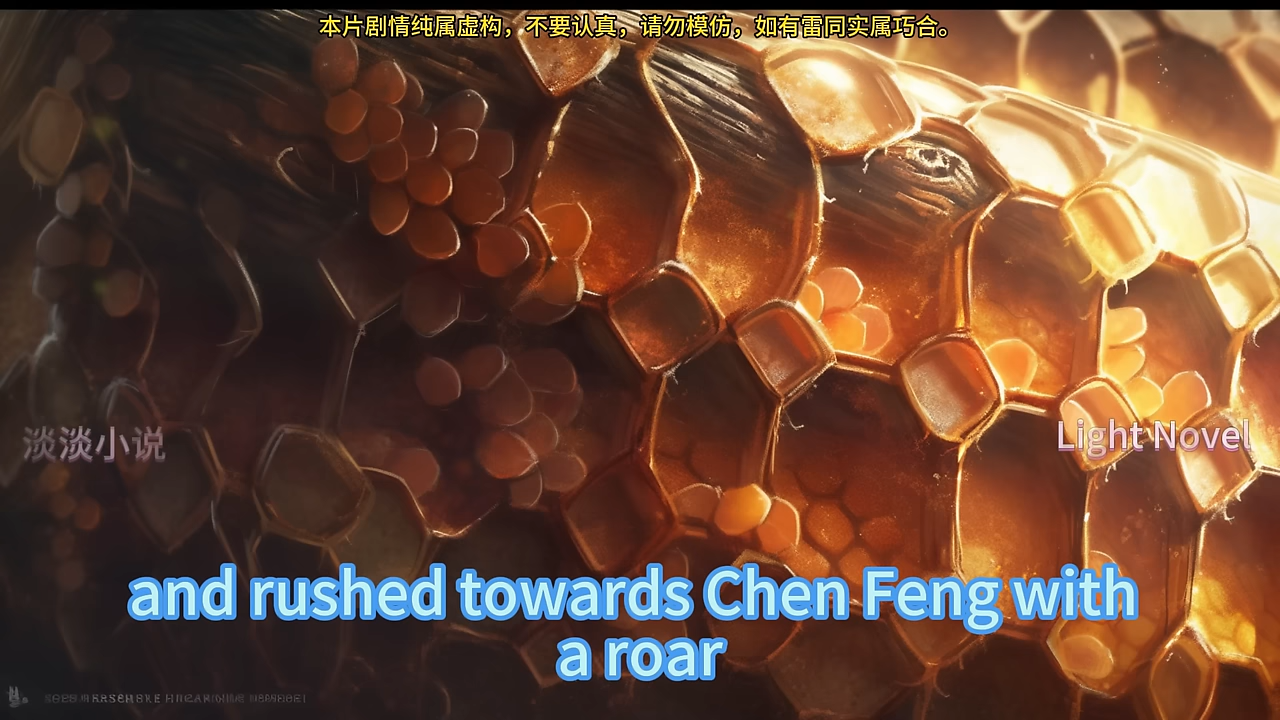 本片剧情纯属虚构，不要认真，请勿模仿，如有雷同实属巧合。
淡淡小说
Light Novel
and rushed towards Chen Feng with
a roar